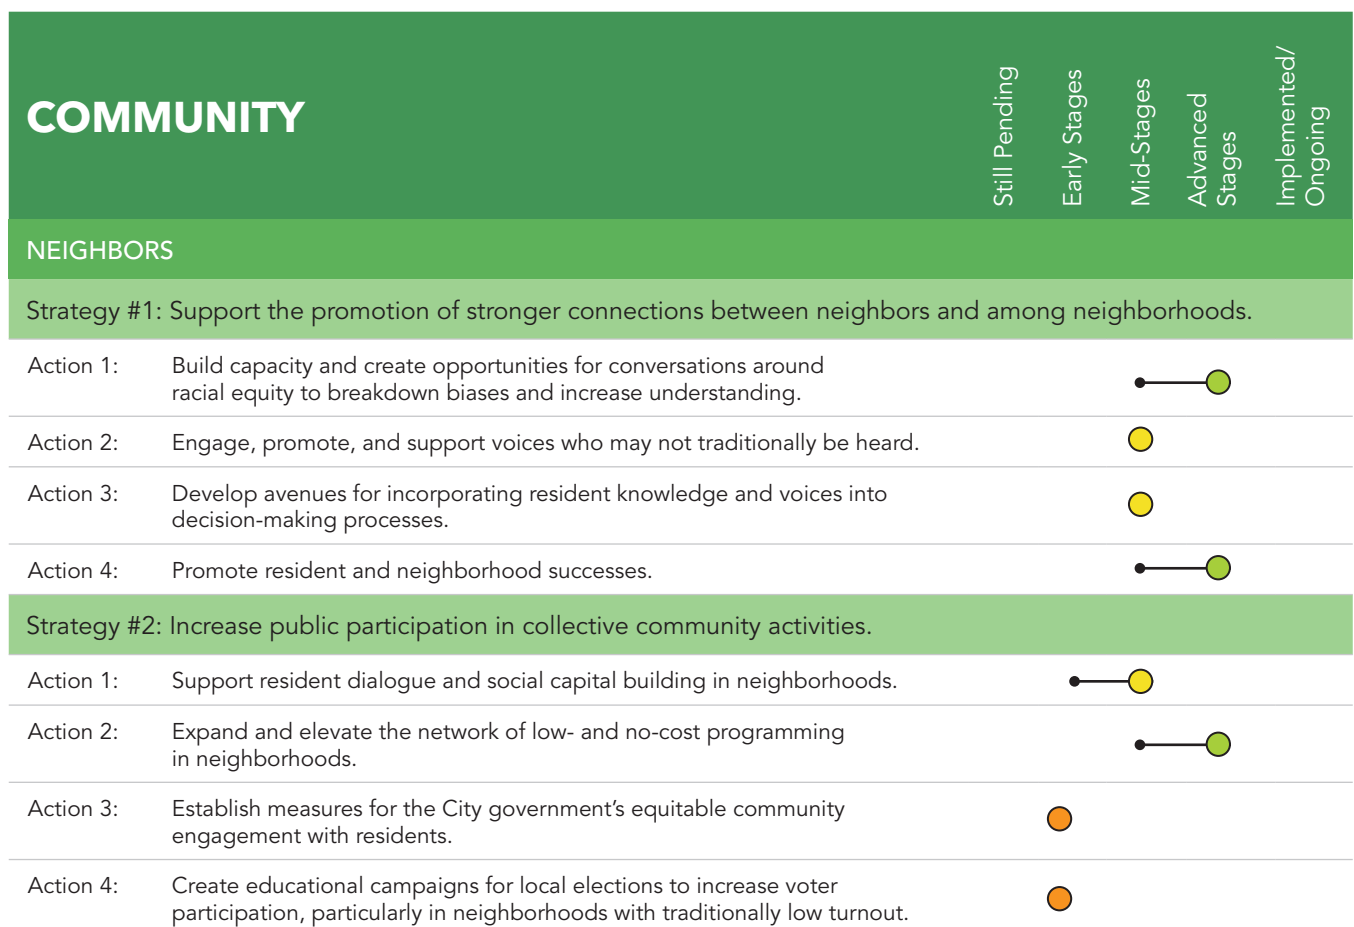 COMMUNITY
Still Pending
Early Stages
Mid-Stages
Advanced
Stages
Implemented/
Ongoing
NEIGHBORS
Strategy #1: Support the promotion of stronger connections between neighbors and among neighborhoods.
Action 1: Build capacity and create opportunities for conversations around
racial equity to breakdown biases and increase understanding.
Action 2: Engage, promote, and support voices who may not traditionally be heard.
Action 3: Develop avenues for incorporating resident knowledge and voices into
decision-making processes.
Action 4: Promote resident and neighborhood successes.
Strategy #2: Increase public participation in collective community activities.
Action 1: Support resident dialogue and social capital building in neighborhoods.
Action 2: Expand and elevate the network of low- and no-cost programming
in neighborhoods.
Action 3: Establish measures for the City government’s equitable community
engagement with residents.
Action 4: Create educational campaigns for local elections to increase voter
participation, particularly in neighborhoods with traditionally low turnout.